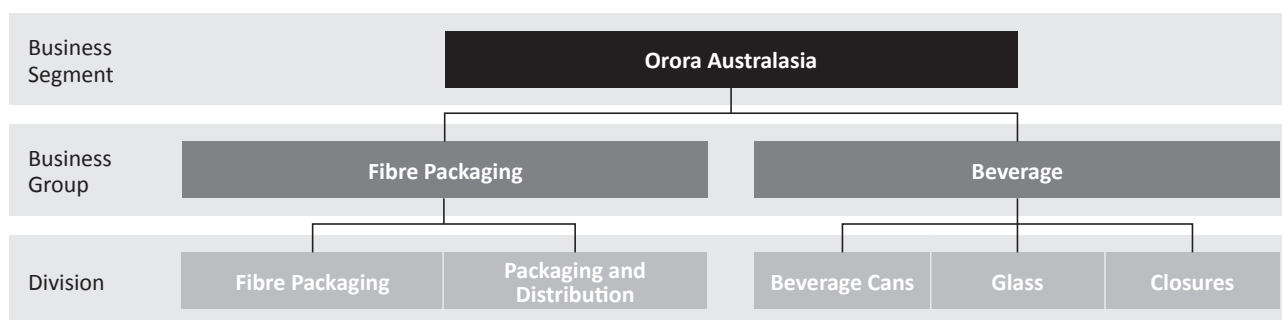 Business
Segment
Orora Australasia
Business
Group
Fibre Packaging
Beverage
Division
Fibre Packaging
Packaging and
Distribution
Beverage Cans
Glass
Closures